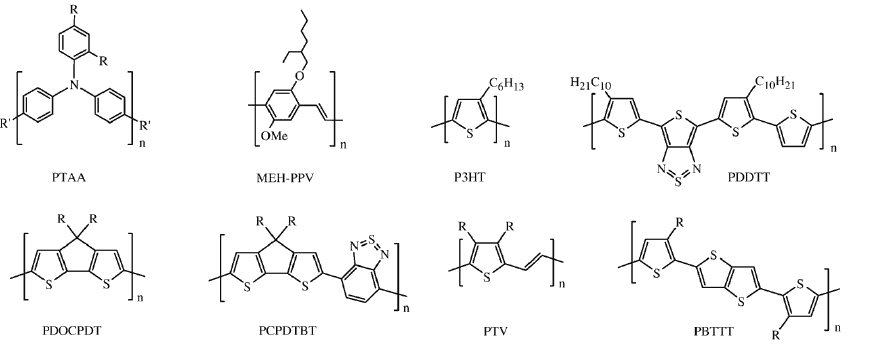 R
R
N
R'
R'
n
PTAA
O
OMe
n
MEH-PPV
C6H13
S
n
P3HT
H21C10
C10H21
S
S
S
S
N
N
S
n
PDDTT
R R
S S
n
PDOCPDT
R R
S S
N S N
n
PCPDTBT
R R
S
n
PTV
R
S
S
S
S
R
n
PBTTT